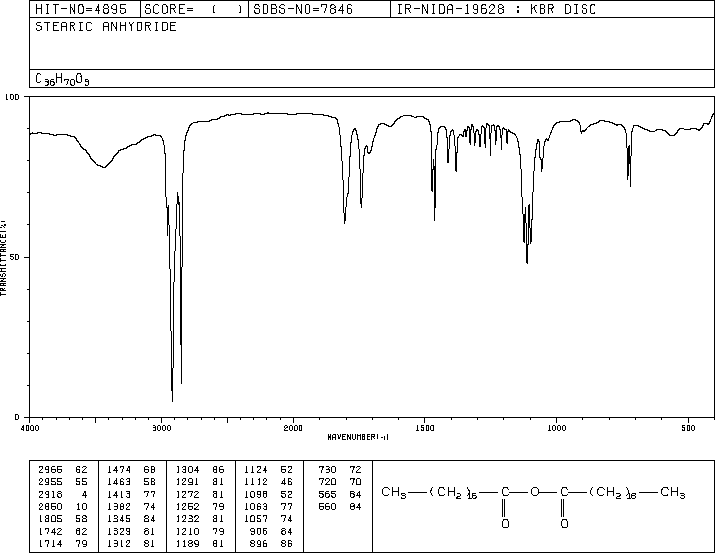 HIT-NO=4895 SCORE= ( ) SDBS-NO=7846 IR-NIDA-19628 : KBR DISC
STEARIC ANHYDRIDE
C36H70O3
100
50
0
TRANSMITTANCE(%)
4000 3000 2000 1500 1000 500
WAVENUMBER(-1)
2966 62 1474 68 1304 86 1124 52 730 72
2955 55 1463 58 1291 81 1112 46 720 70
2918 4 1413 77 1272 81 1098 52 565 84
2850 10 1382 74 1252 79 1063 77 560 84
1805 58 1345 84 1232 81 1057 74
1742 62 1329 81 1210 79 906 84
1714 79 1312 81 1189 81 896 86
CH3—(CH2)16—C—O—C—(CH2)16—CH3
O O